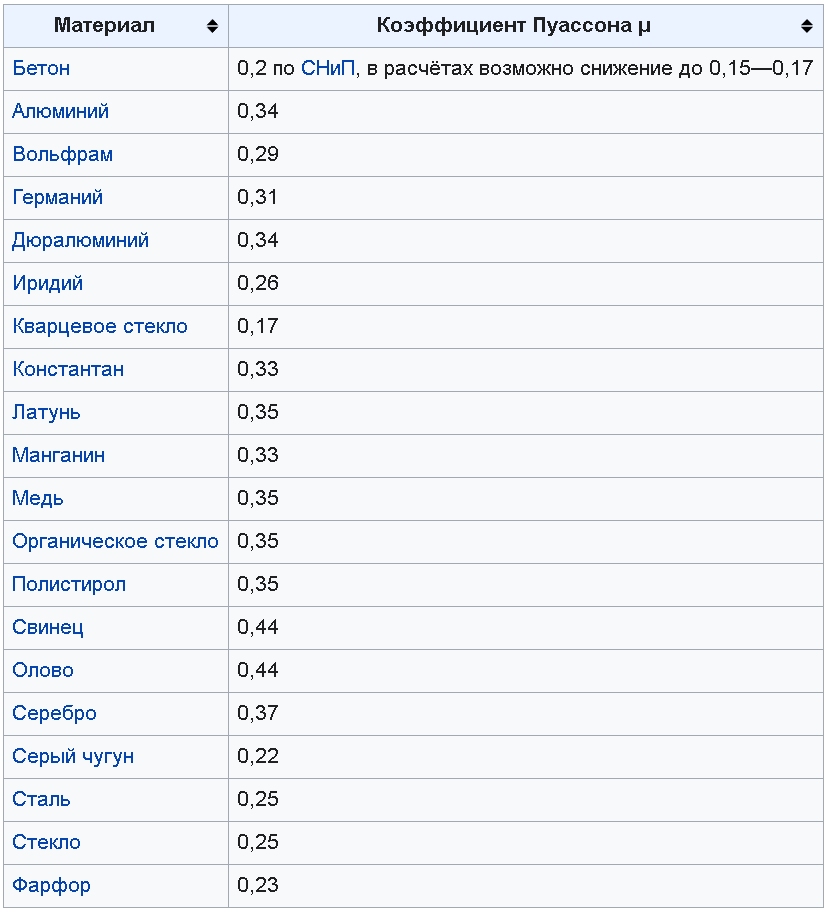 Материал Коэффициент Пуассона μ
Бетон 0,2 по СНиП, в расчётах возможно снижение до 0,15—0,17
Алюминий 0,34
Вольфрам 0,29
Германий 0,31
Дюралюминий 0,34
Иридий 0,26
Кварцевое стекло 0,17
Константан 0,33
Латунь 0,35
Манганин 0,33
Медь 0,35
Органическое стекло 0,35
Полистирол 0,35
Свинец 0,44
Олово 0,44
Серебро 0,37
Серый чугун 0,22
Сталь 0,25
Стекло 0,25
Фарфор 0,23